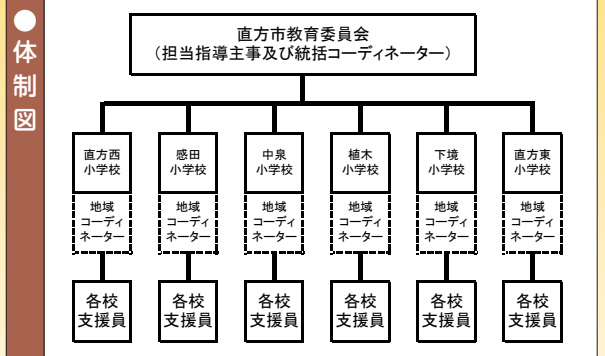 ●体制図
直方市教育委員会
（担当指導主事及び統括コーディネーター）
直方西
小学校
感田
小学校
中泉
小学校
植木
小学校
下境
小学校
直方東
小学校
地域
コーディ
ネーター
地域
コーディ
ネーター
地域
コーディ
ネーター
地域
コーディ
ネーター
地域
コーディ
ネーター
地域
コーディ
ネーター
各校
支援員
各校
支援員
各校
支援員
各校
支援員
各校
支援員
各校
支援員